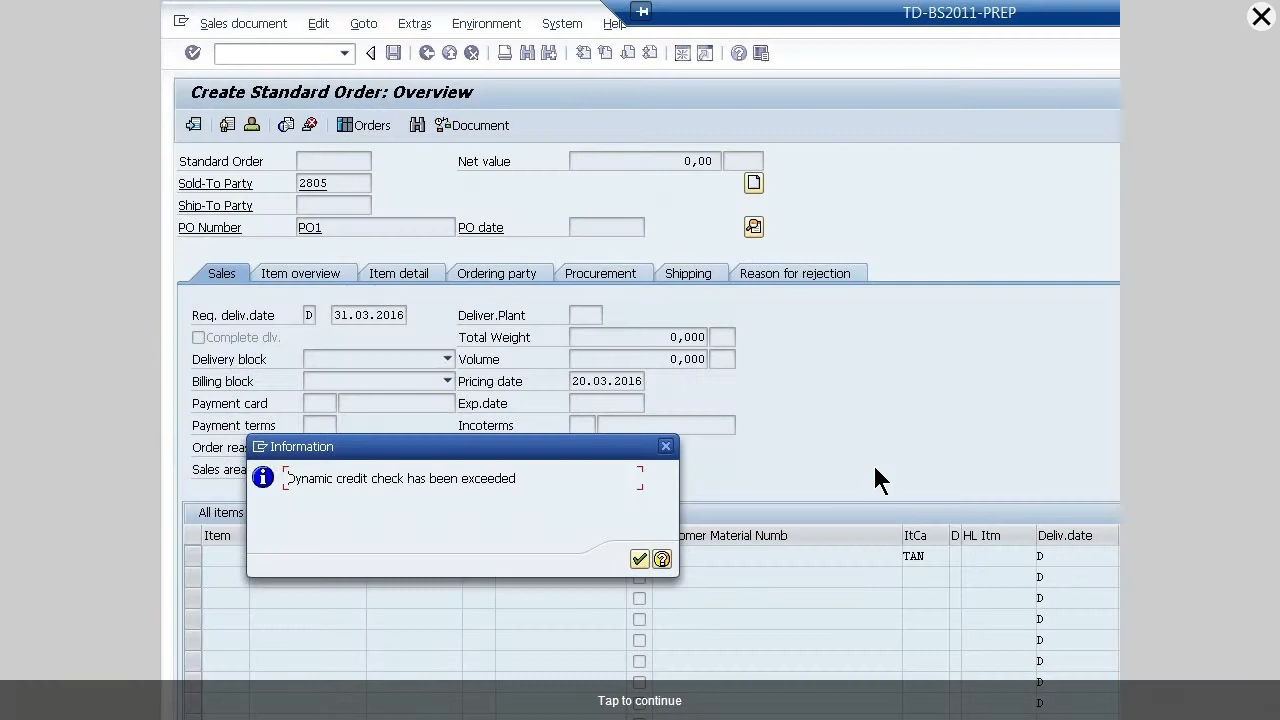 TD-BS2011-PREP
Sales document Edit Goto Extras Environment System Help
Create Standard Order: Overview
Orders Document
Standard Order Net value 0,00
Sold-To Party 2805
Ship-To Party
PO Number PO1 PO date
Sales Item overview Item detail Ordering party Procurement Shipping Reason for rejection
Req. deliv.date D 31.03.2016 Deliver.Plant
Complete dlv. Total Weight 0,000
Delivery block Volume 0,000
Billing block Pricing date 20.03.2016
Payment card Exp.date
Payment terms Incoterms
Order rea
Information
Sales area
Dynamic credit check has been exceeded
All items
Item omer Material Numb ItCa D HL Itm Deliv.date
TAN D
D
D
D
D
D
D
D
Tap to continue